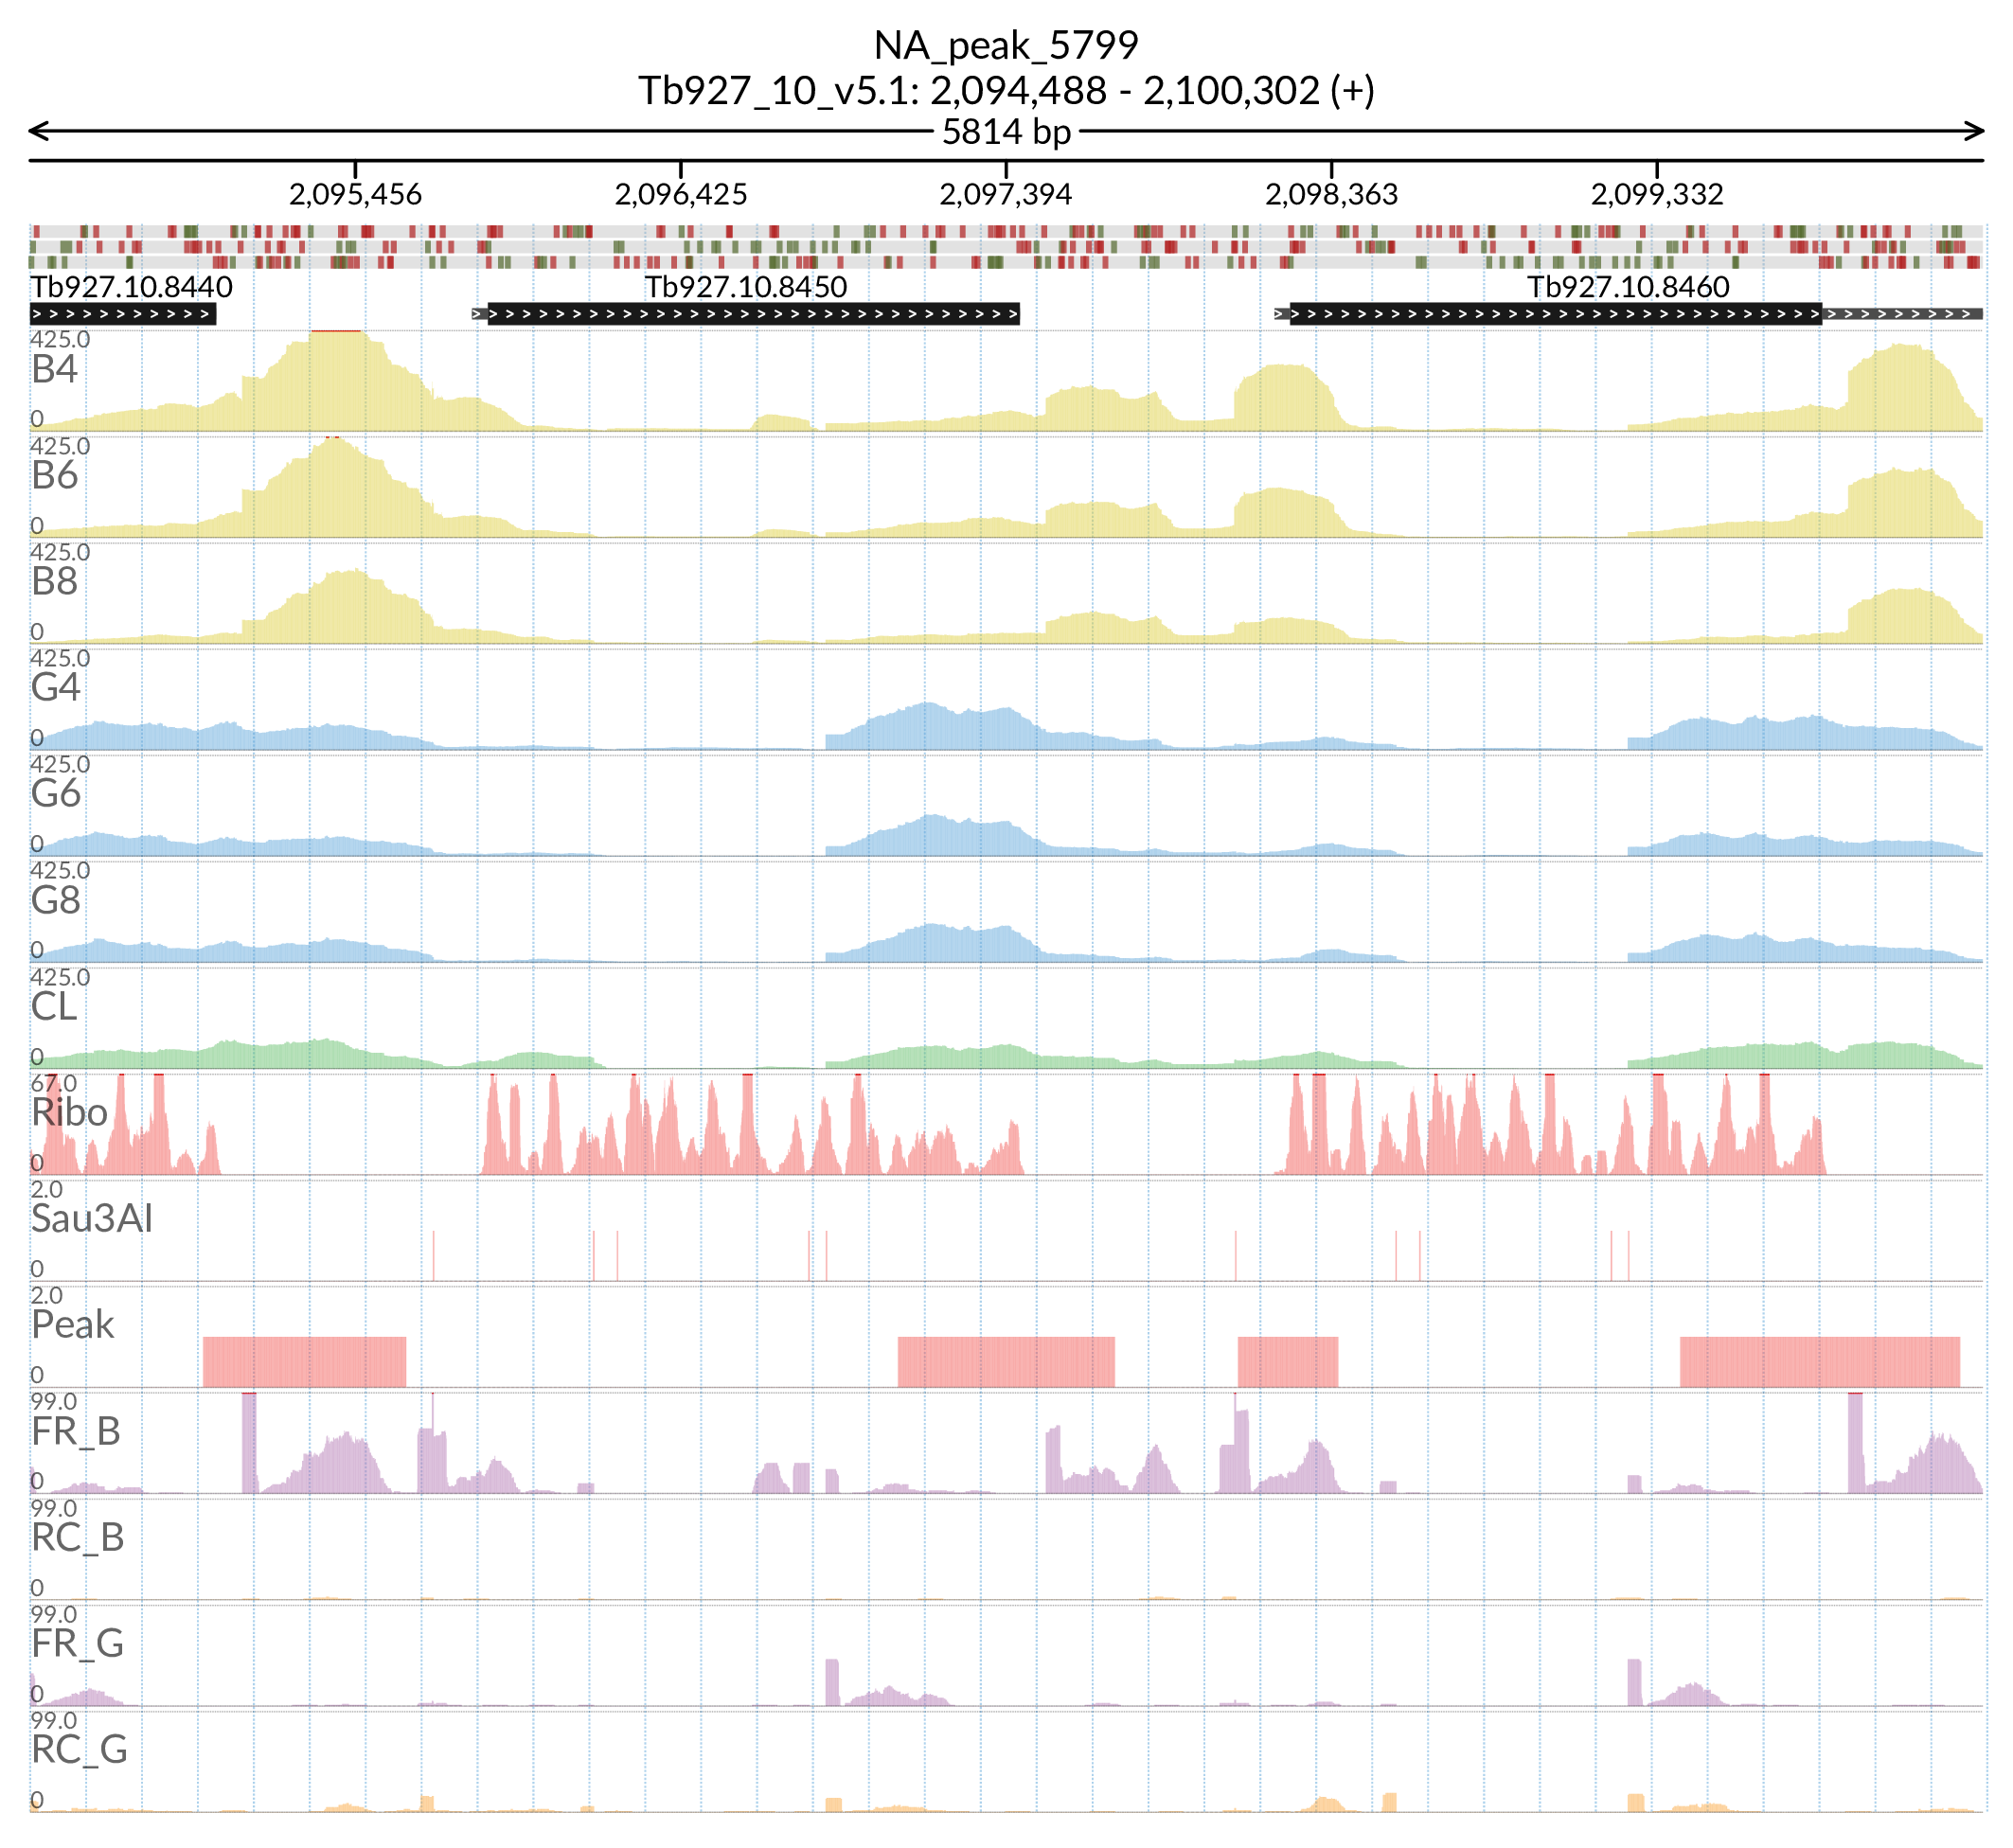 NA_peak_5799
Tb927_10_v5.1: 2,094,488 - 2,100,302 (+)
5814 bp
2,095,456 2,096,425 2,097,394 2,098,363 2,099,332
Tb927.10.8440 Tb927.10.8450 Tb927.10.8460
425.0
B4
0
425.0
B6
0
425.0
B8
0
425.0
G4
0
425.0
G6
0
425.0
G8
0
425.0
CL
0
67.0
Ribo
0
2.0
Sau3AI
0
2.0
Peak
0
99.0
FR_B
0
99.0
RC_B
0
99.0
FR_G
0
99.0
RC_G
0